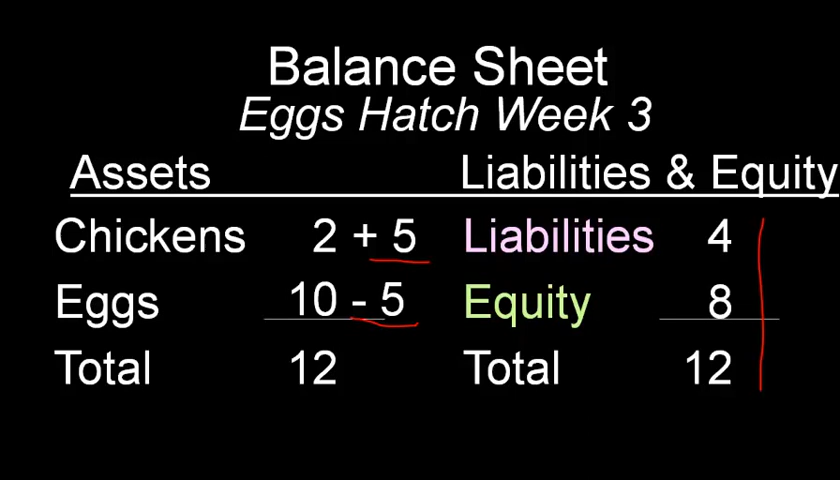 Balance Sheet
Eggs Hatch Week 3
Assets Liabilities & Equity
Chickens 2 + 5 Liabilities 4
Eggs 10 - 5 Equity 8
Total 12 Total 12